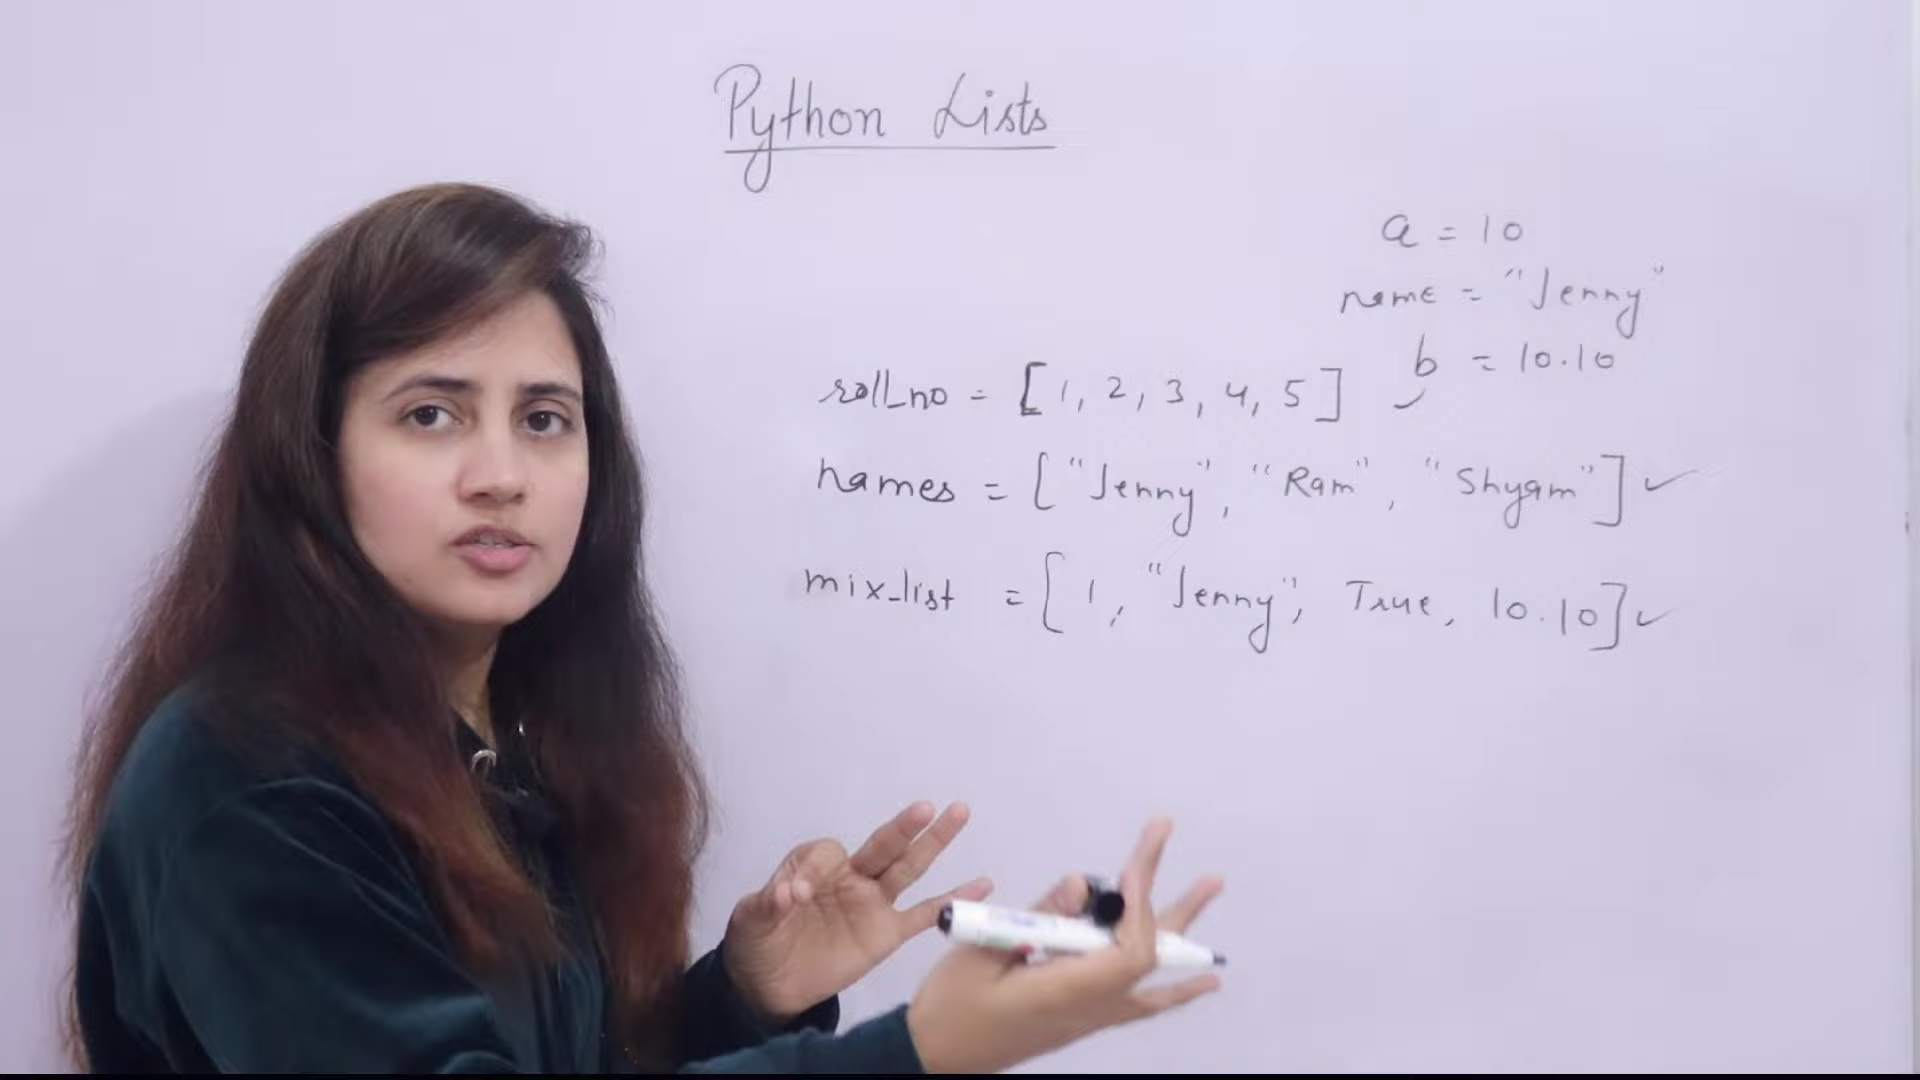 Python Lists
a = 10
name = "Jenny"
b = 10.10
roll_no = [1, 2, 3, 4, 5]
names = ["Jenny", "Ram", "Shyam"]
mix_list = [1, "Jenny", True, 10.10]